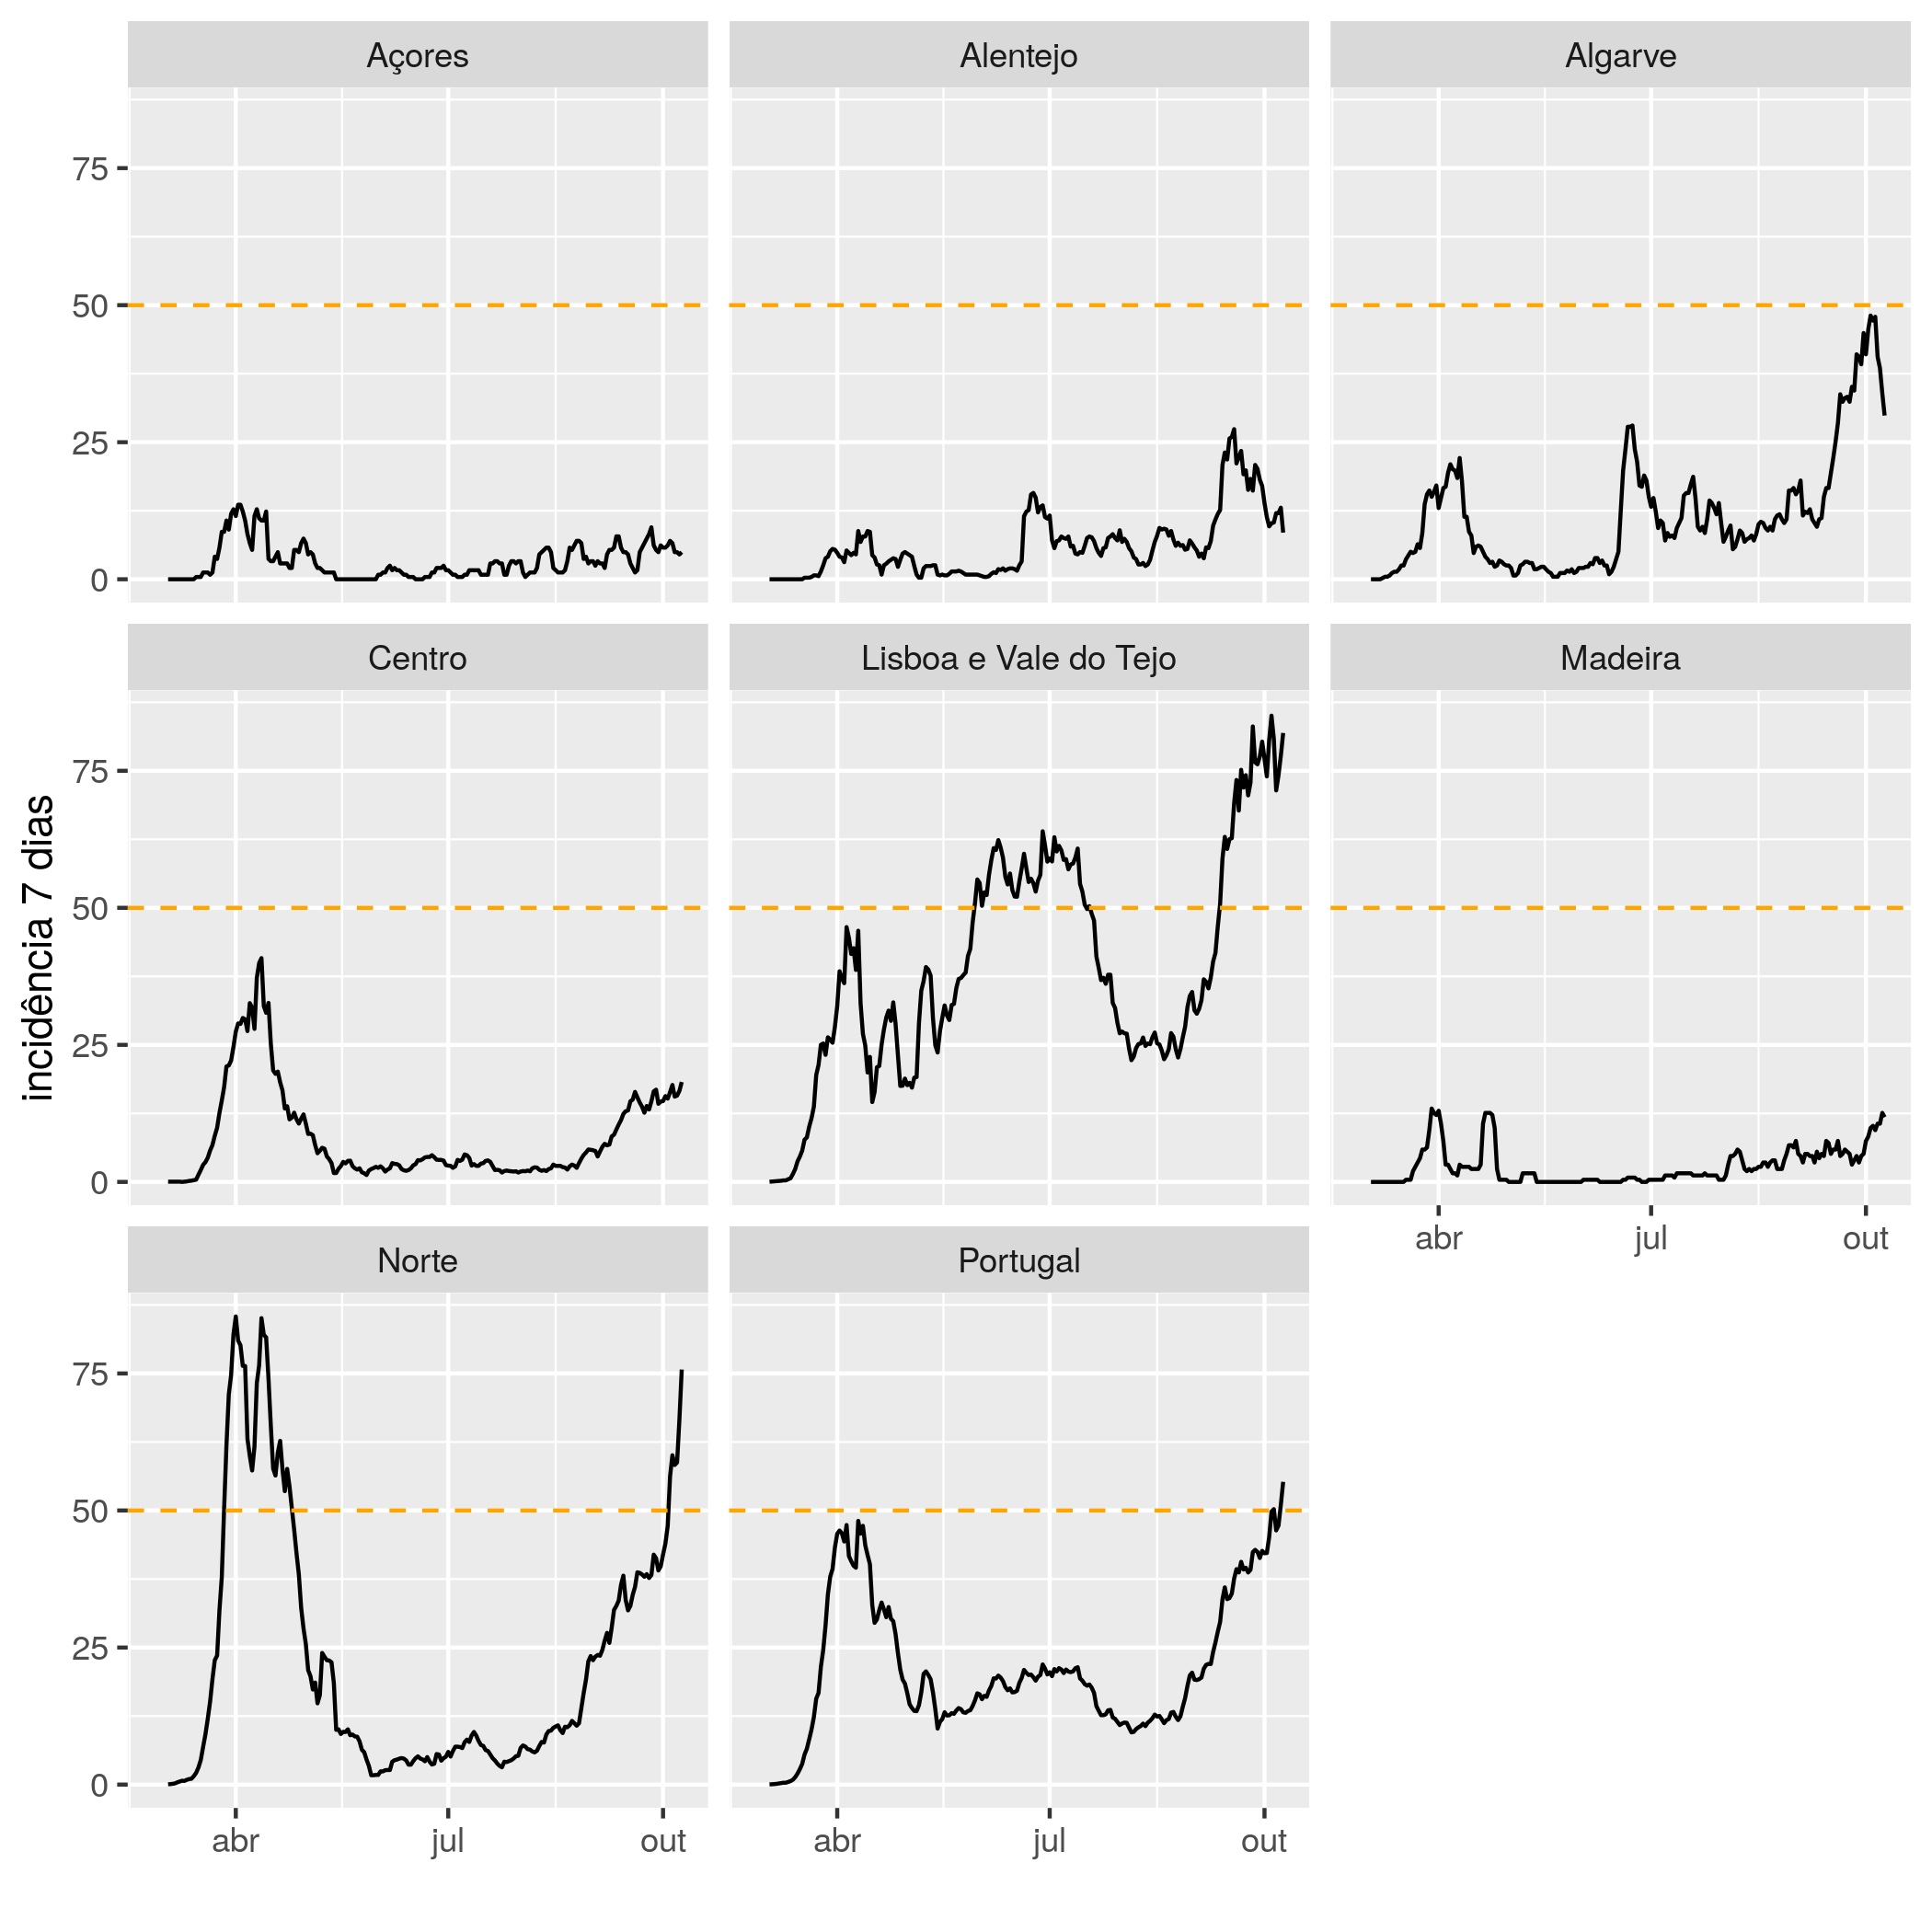 Açores
Alentejo
Algarve
75
50
25
0
Centro
Lisboa e Vale do Tejo
Madeira
incidência 7 dias
75
50
25
0
abr
jul
out
Norte
Portugal
75
50
25
0
abr
jul
out
abr
jul
out